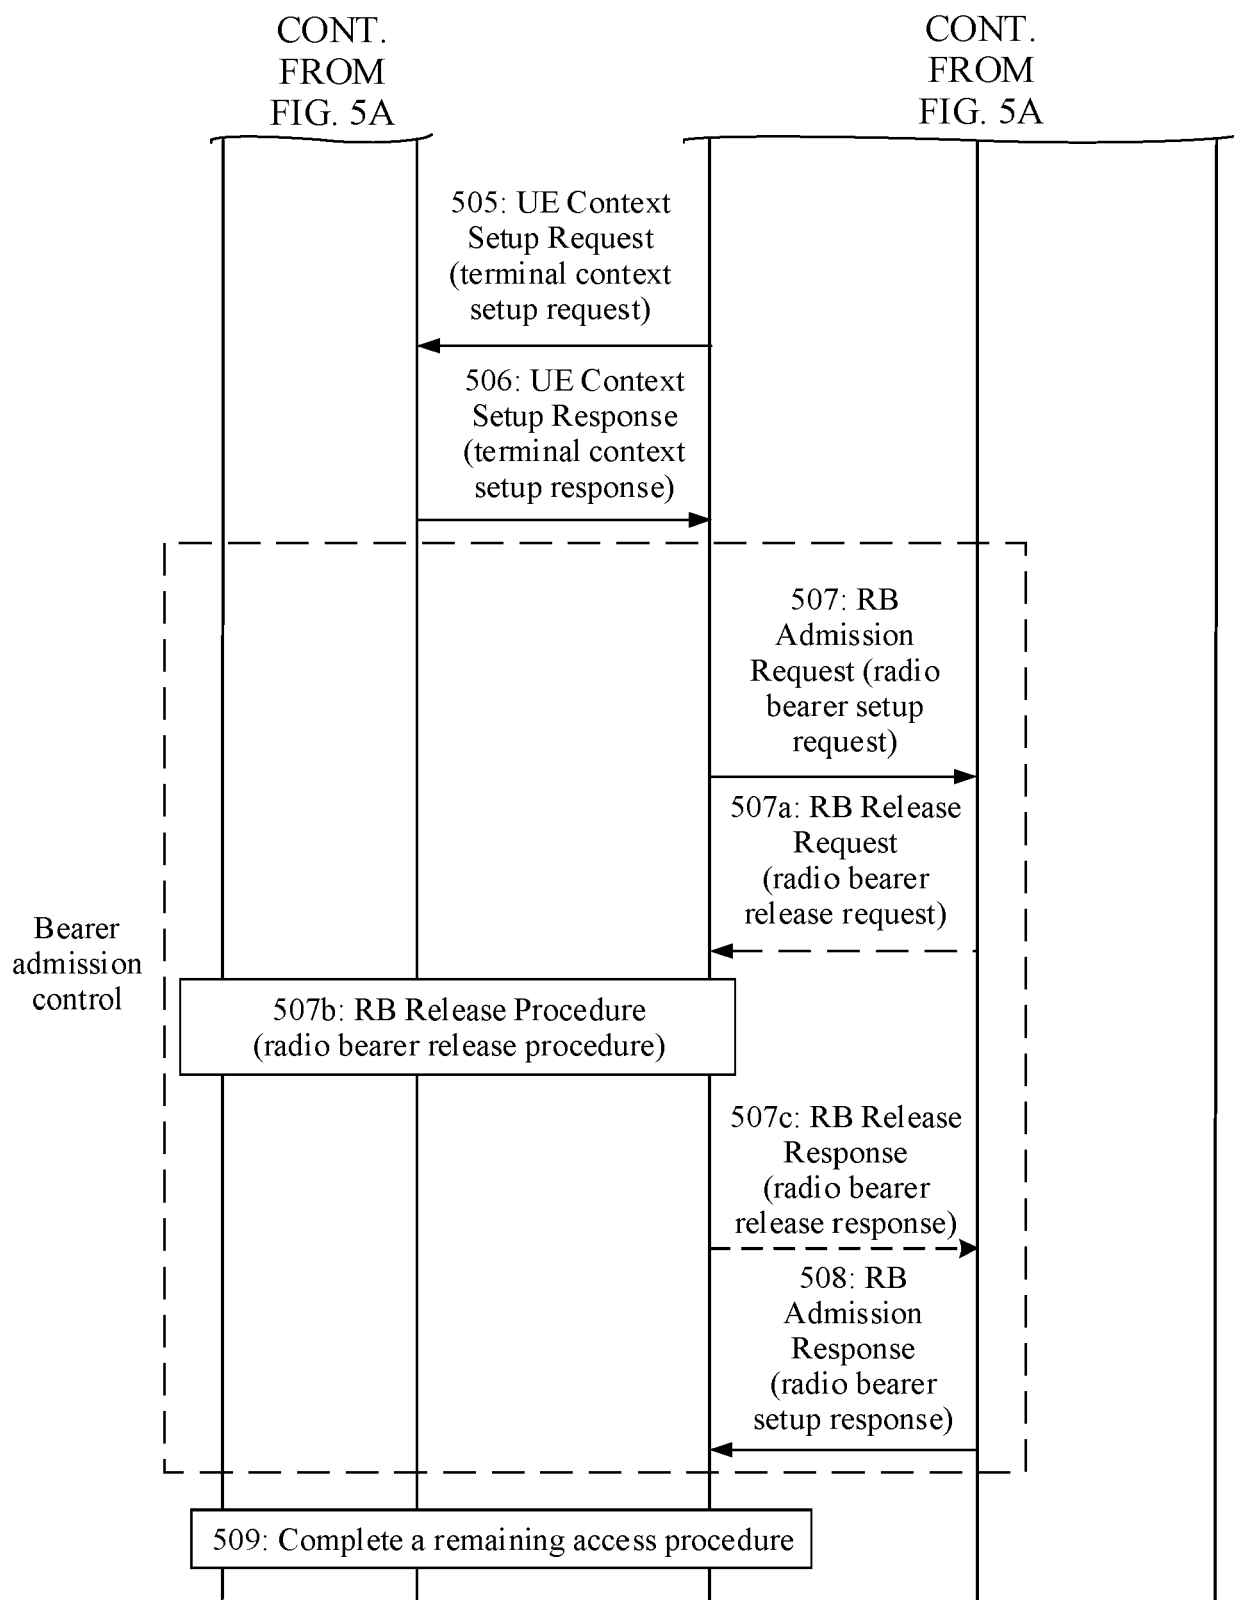 CONT.
FROM
FIG. 5A
CONT.
FROM
FIG. 5A
505: UE Context
Setup Request
(terminal context
setup request)
506: UE Context
Setup Response
(terminal context
setup response)
507: RB
Admission
Request (radio
bearer setup
request)
507a: RB Release
Request
(radio bearer
release request)
Bearer
admission
control
507b: RB Release Procedure
(radio bearer release procedure)
507c: RB Release
Response
(radio bearer
release response)
508: RB
Admission
Response
(radio bearer
setup response)
509: Complete a remaining access procedure